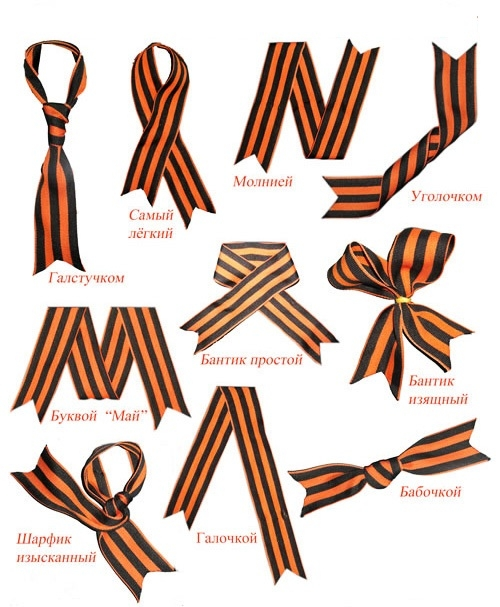 Галстучком
Самый
лёгкий
Молнией
Уголочком
Буквой “Май”
Бантик простой
Бантик
изящный
Шарфик
изысканный
Галочкой
Бабочкой